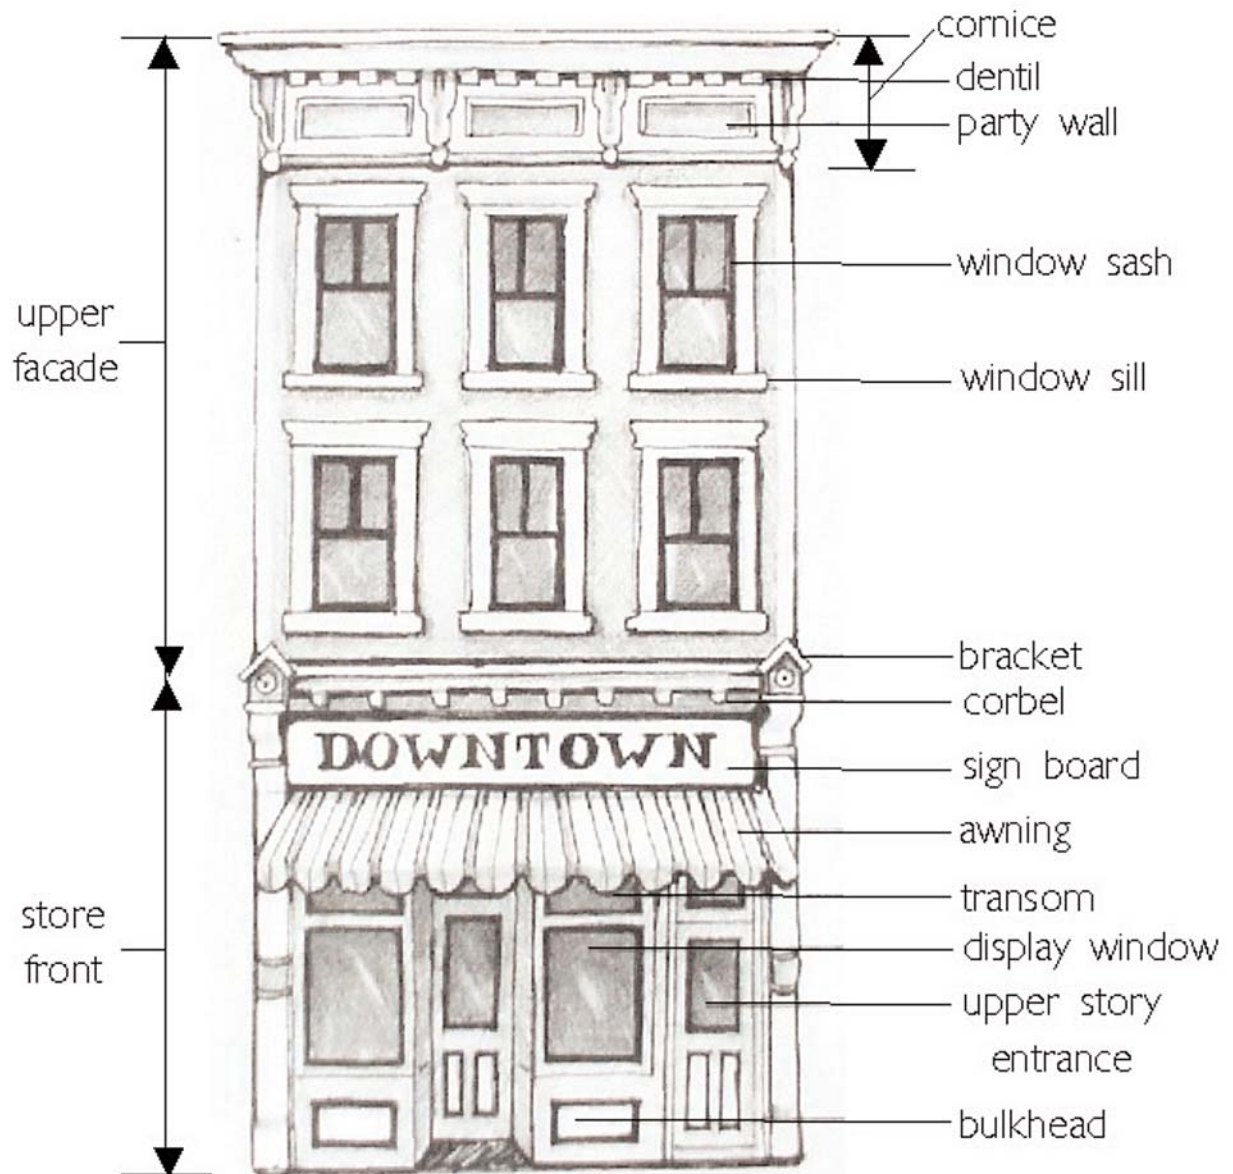 cornice
dentil
party wall
window sash
upper
facade
window sill
bracket
corbel
DOWNTOWN
sign board
awning
transom
store
front
display window
upper story
entrance
bulkhead